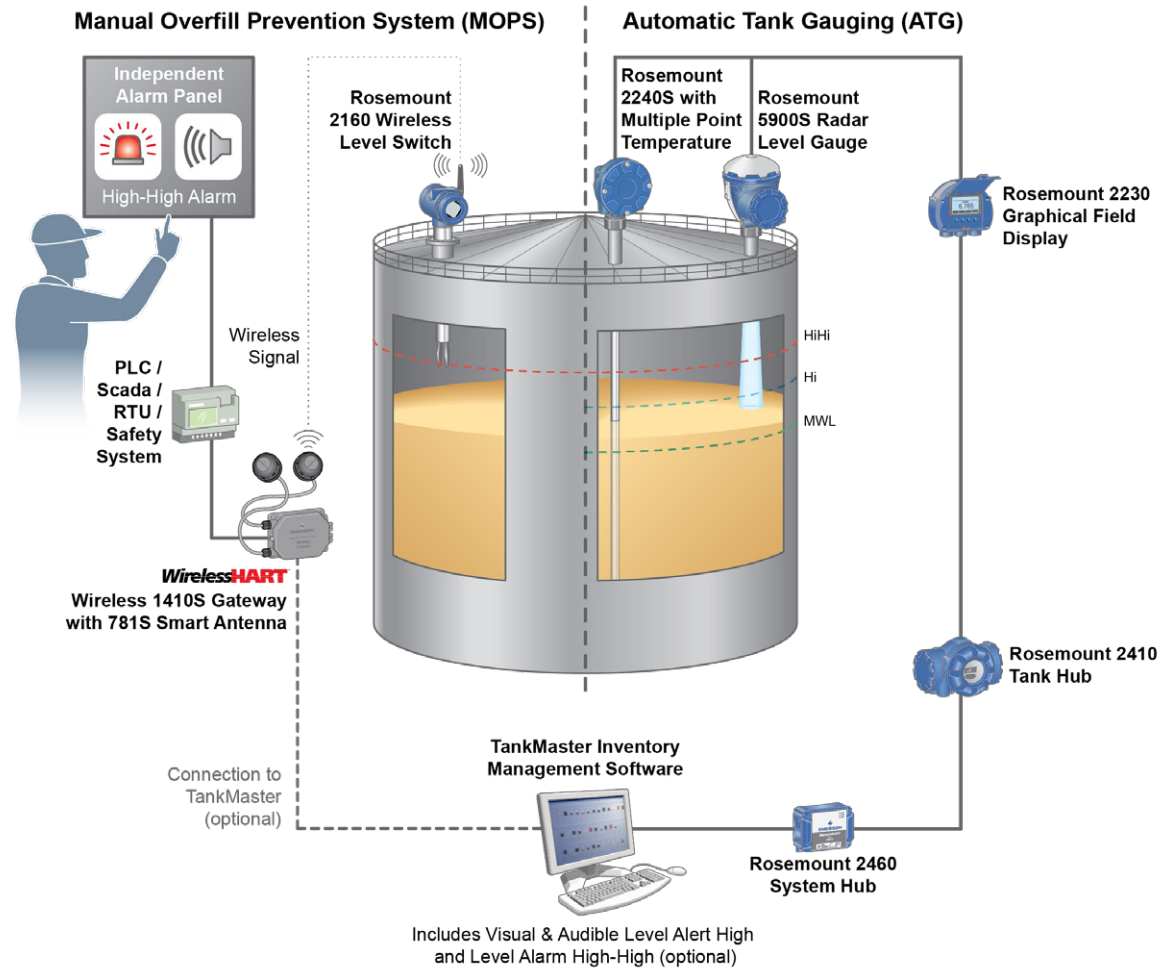 Manual Overfill Prevention System (MOPS)
Automatic Tank Gauging (ATG)
Independent
Alarm Panel
High-High Alarm
Rosemount
2160 Wireless
Level Switch
Rosemount
2240S with
Multiple Point
Temperature
Rosemount
5900S Radar
Level Gauge
Rosemount 2230
Graphical Field
Display
Wireless
Signal
HiHi
Hi
MWL
PLC /
Scada /
RTU /
Safety
System
WirelessHART
Wireless 1410S Gateway
with 781S Smart Antenna
Rosemount 2410
Tank Hub
TankMaster Inventory
Management Software
Connection to
TankMaster
(optional)
EMERSON
Rosemount 2460
System Hub
Includes Visual & Audible Level Alert High
and Level Alarm High-High (optional)